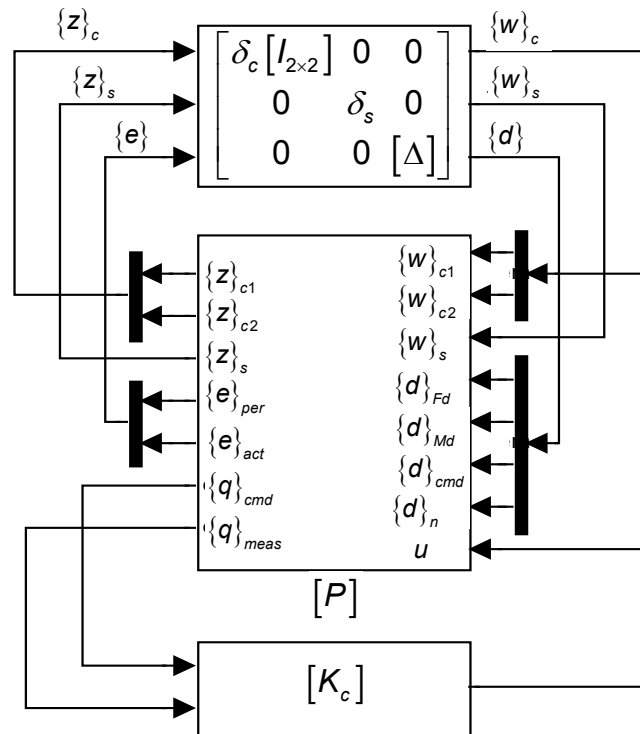 {z}_c {w}_c
[δ_c [I_{2×2}] 0 0
{z}_s 0 δ_s 0 {w}_s
{e} 0 0 [Δ]] {d}
{w}_{c1}
{z}_{c1}
{w}_{c2}
{z}_{c2}
{w}_s
{z}_s
{d}_{Fd}
{e}_{per}
{d}_{Md}
{e}_{act}
{d}_{cmd}
{q}_{cmd}
{d}_n
{q}_{meas}
u
[P]
[K_c]